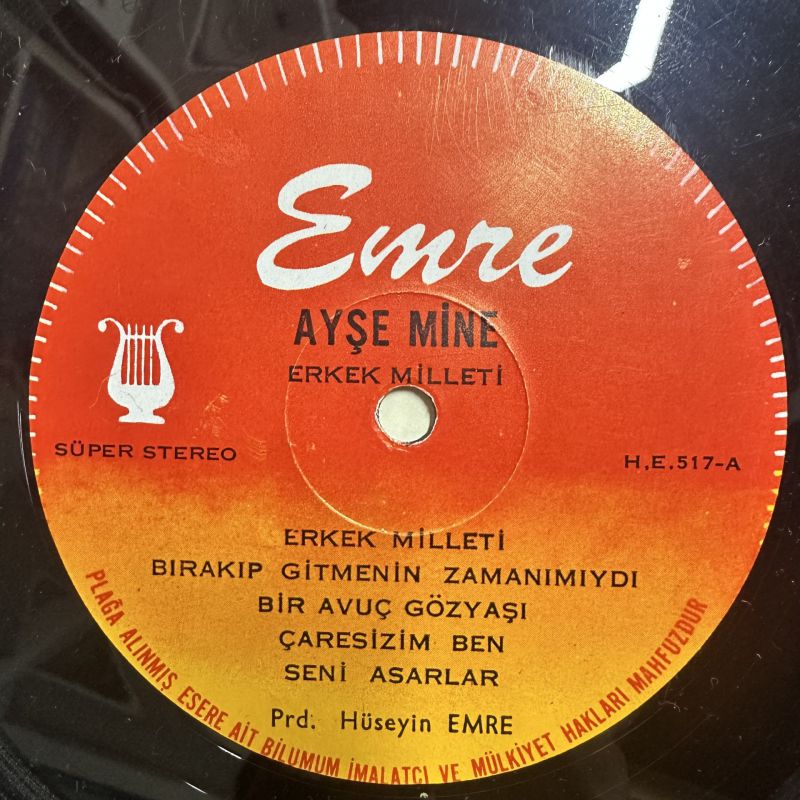 Emre
AYŞE MİNE
ERKEK MİLLETİ
SÜPER STEREO
H.E.517-A
ERKEK MİLLETİ
BIRAKIP GİTMENİN ZAMANIMIYDI
BİR AVUÇ GÖZYAŞI
ÇARESİZİM BEN
SENİ ASARLAR
Prd. Hüseyin EMRE
PLAĞA ALINMIŞ ESERE AİT BİLUMUM İMALATCI VE MÜLKİYET HAKLARI MAHFUZDUR